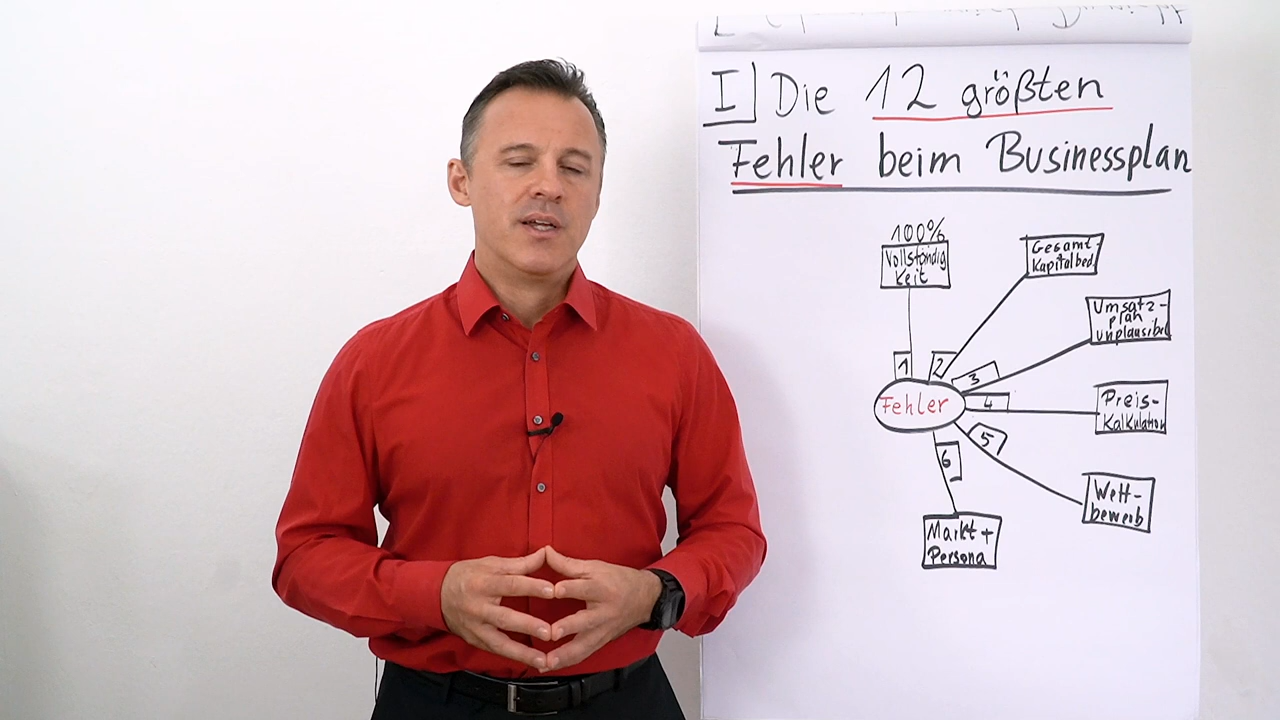 I Die 12 größten
Fehler beim Businessplan
100%
Vollständig
keit
Gesamt
Kapitalbed.
Umsatz-
plan
unplausibel
Preis-
Kalkulation
Wett-
bewerb
Markt +
Persona
Fehler
1
2
3
4
5
6